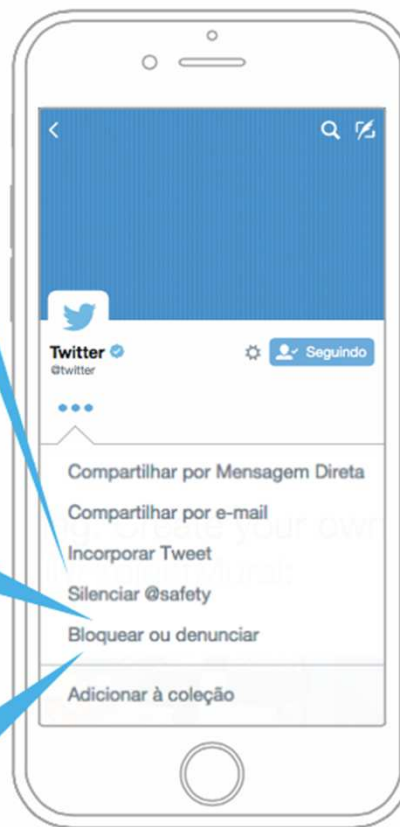 Twitter
@twitter
Seguindo
Compartilhar por Mensagem Direta
Compartilhar por e-mail
Incorporar Tweet
Silenciar @safety
Bloquear ou denunciar
Adicionar à coleção